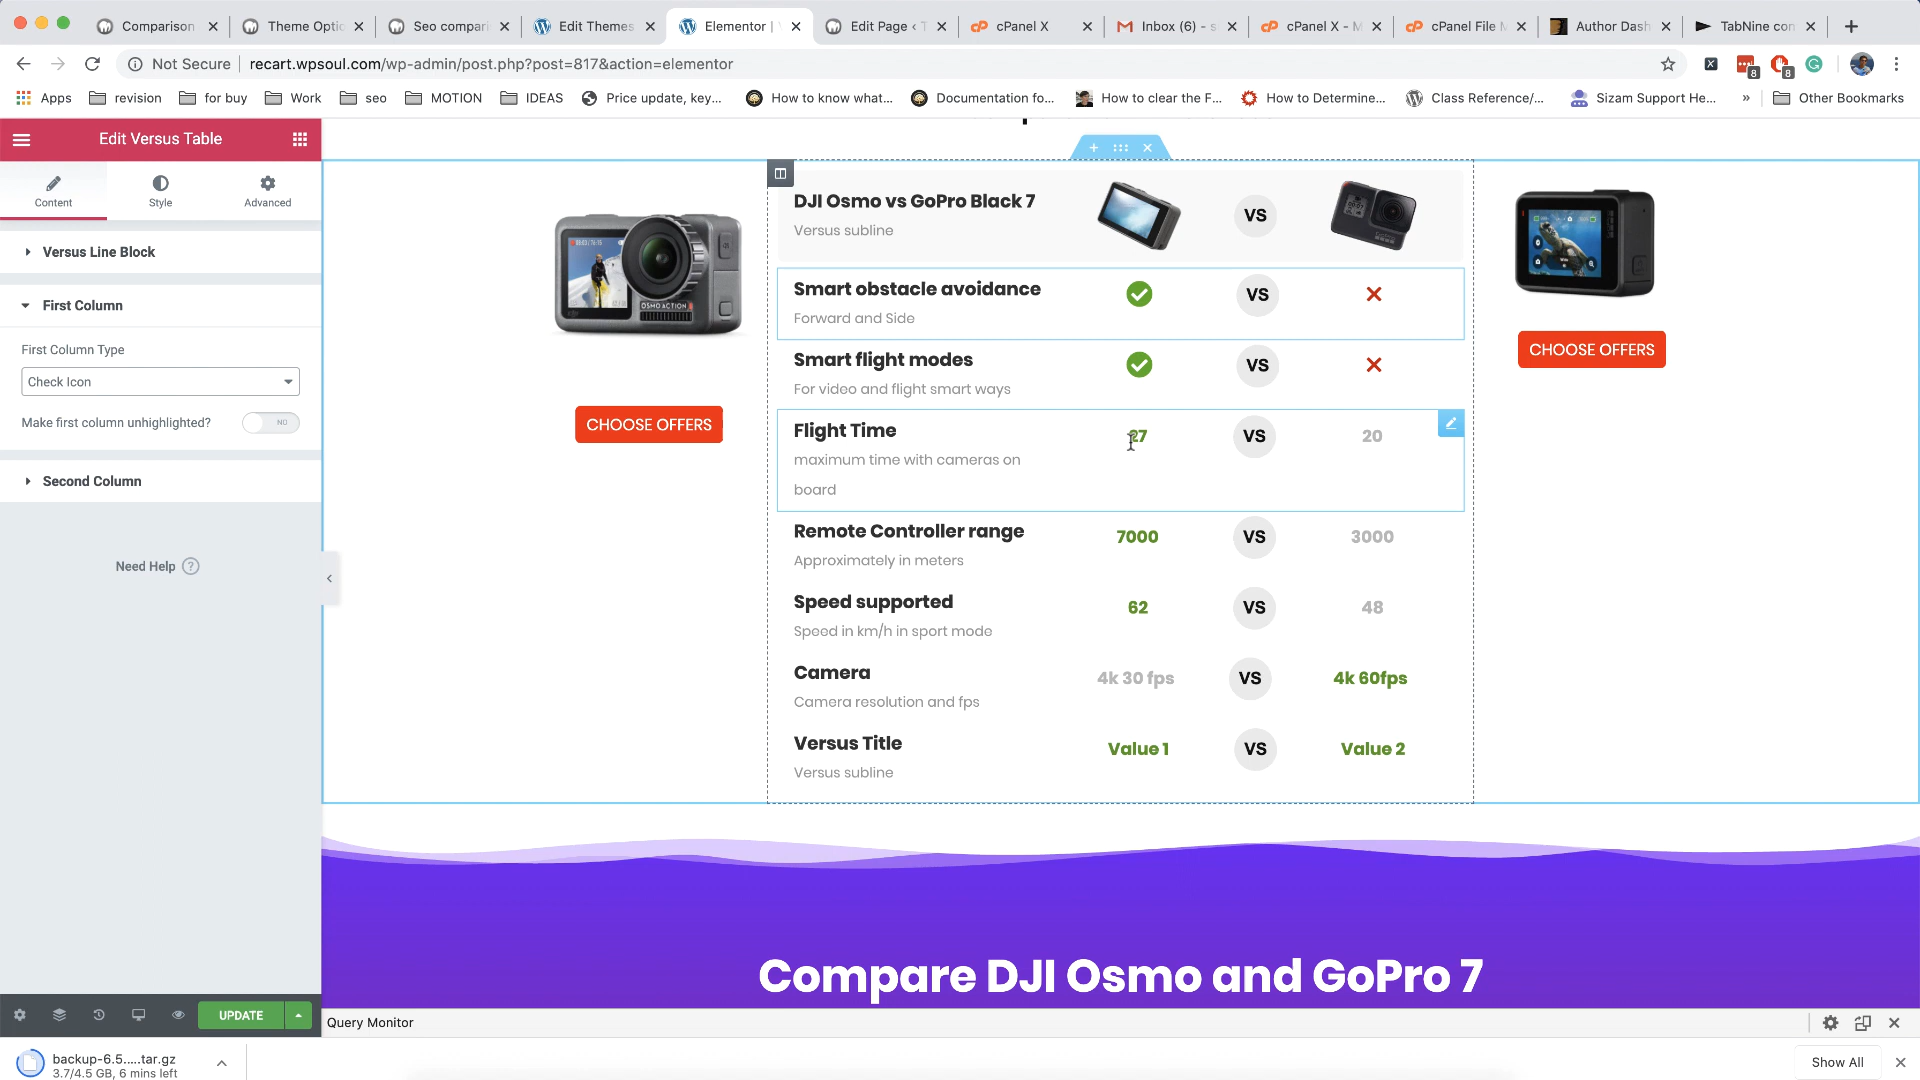 Comparison
Theme Optio
Seo compari
Edit Themes
Elementor |
Edit Page ‹ T
cPanel X
Inbox (6) - s
cPanel X - M
cPanel File M
Author Dash
TabNine con
Not Secure
recart.wpsoul.com/wp-admin/post.php?post=817&action=elementor
8
8
Apps
revision
for buy
Work
seo
MOTION
IDEAS
Price update, key...
How to know what...
Documentation fo...
How to clear the F...
How to Determine...
Class Reference/...
Sizam Support He...
»
Other Bookmarks
Edit Versus Table
Content
Style
Advanced
Versus Line Block
First Column
First Column Type
Check Icon
Make first column unhighlighted?
NO
Second Column
Need Help
UPDATE
OSMO ACTION
CHOOSE OFFERS
DJI Osmo vs GoPro Black 7
Versus subline
VS
Smart obstacle avoidance
Forward and Side
VS
Smart flight modes
For video and flight smart ways
VS
Flight Time
maximum time with cameras on
board
27
VS
20
Remote Controller range
Approximately in meters
7000
VS
3000
Speed supported
Speed in km/h in sport mode
62
VS
48
Camera
Camera resolution and fps
4k 30 fps
VS
4k 60fps
Versus Title
Versus subline
Value 1
VS
Value 2
CHOOSE OFFERS
Compare DJI Osmo and GoPro 7
Query Monitor
backup-6.5.....tar.gz
3.7/4.5 GB, 6 mins left
Show All